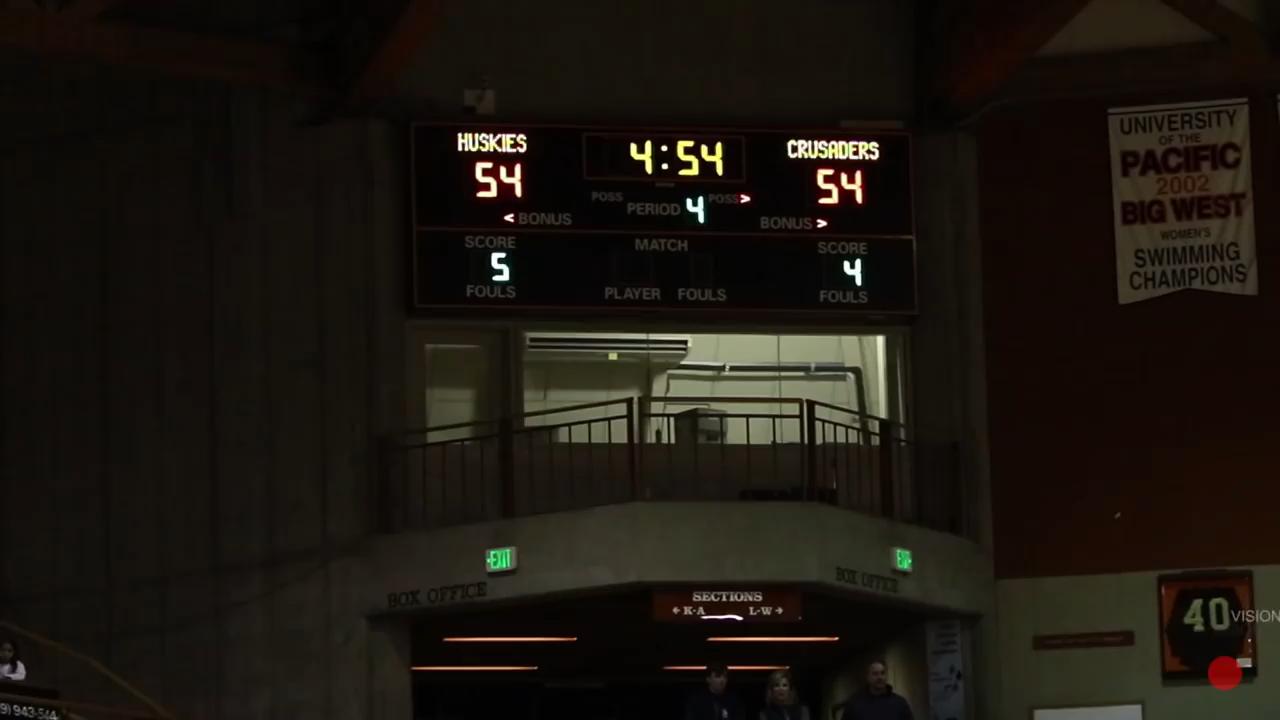 HUSKIES 4:54 CRUSADERS
54 54
POSS POSS>
PERIOD 4
<BONUS BONUS>
SCORE MATCH SCORE
5 4
FOULS PLAYER FOULS FOULS
UNIVERSITY
OF THE
PACIFIC
2002
BIG WEST
WOMEN'S
SWIMMING
CHAMPIONS
EXIT EXIT
BOX OFFICE BOX OFFICE
SECTIONS
←K-A L-W→
40
VISION
9) 943-